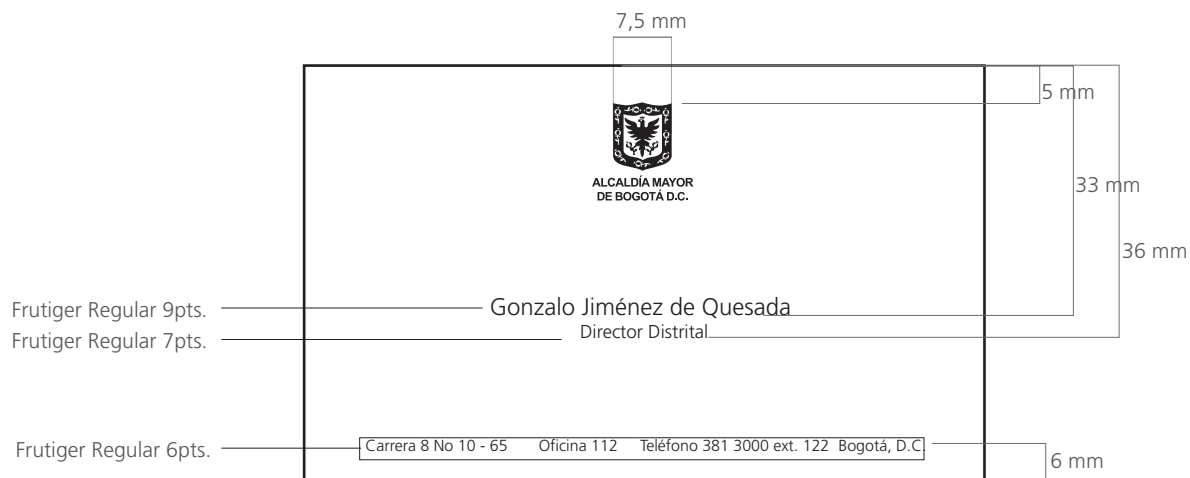 7,5 mm
5 mm
ALCALDÍA MAYOR
DE BOGOTÁ D.C.
33 mm
36 mm
Frutiger Regular 9pts.
Gonzalo Jiménez de Quesada
Frutiger Regular 7pts.
Director Distrital
Frutiger Regular 6pts.
Carrera 8 No 10 - 65 Oficina 112 Teléfono 381 3000 ext. 122 Bogotá, D.C.
6 mm